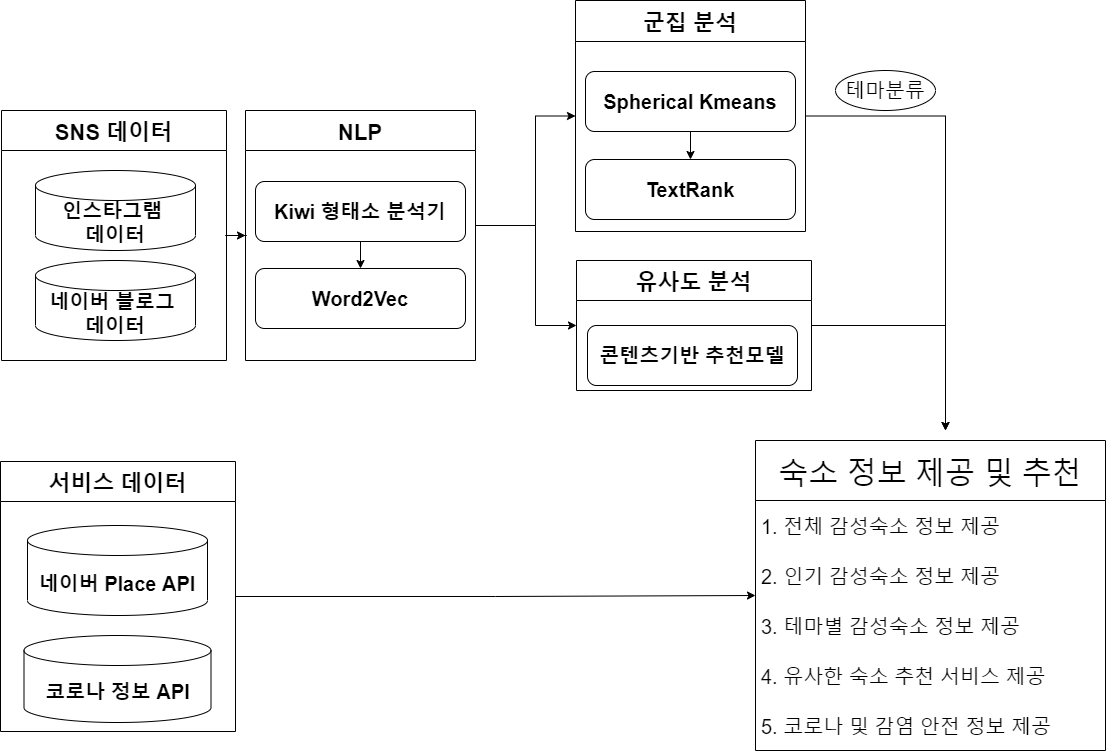 SNS 데이터
인스타그램
데이터
네이버 블로그
데이터
NLP
Kiwi 형태소 분석기
Word2Vec
군집 분석
Spherical Kmeans
TextRank
테마분류
유사도 분석
콘텐츠기반 추천모델
서비스 데이터
네이버 Place API
코로나 정보 API
숙소 정보 제공 및 추천
1. 전체 감성숙소 정보 제공
2. 인기 감성숙소 정보 제공
3. 테마별 감성숙소 정보 제공
4. 유사한 숙소 추천 서비스 제공
5. 코로나 및 감염 안전 정보 제공